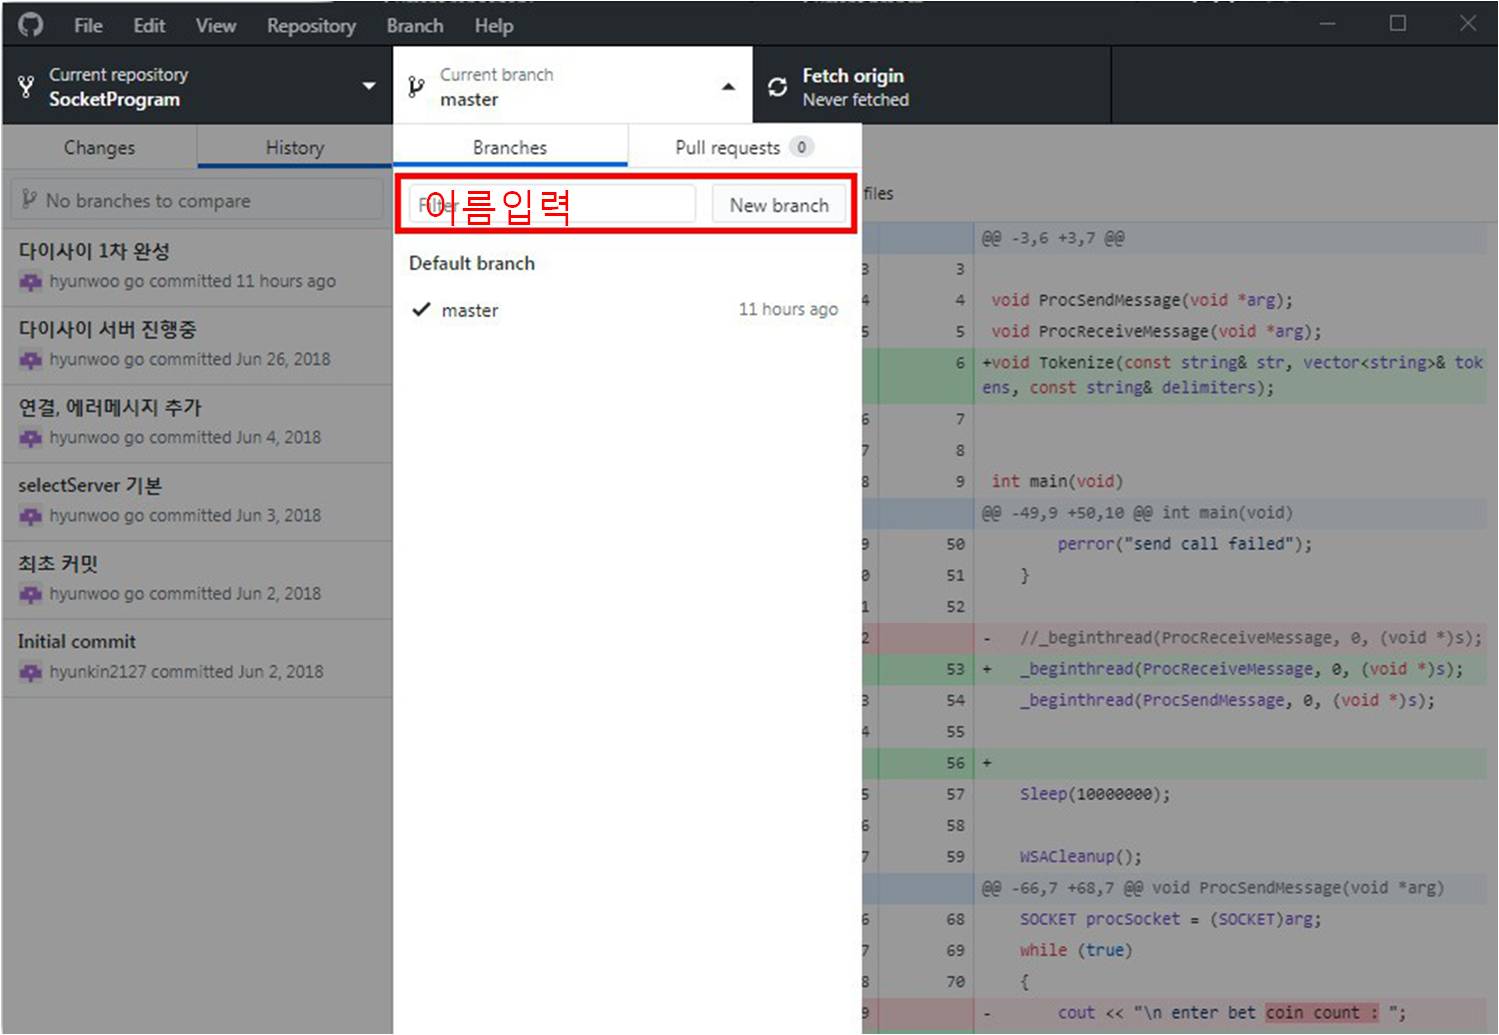 File Edit View Repository Branch Help
Current repository
SocketProgram
Current branch
master
Fetch origin
Never fetched
Changes History
No branches to compare
다이사이 1차 완성
hyunwoo go committed 11 hours ago
다이사이 서버 진행중
hyunwoo go committed Jun 26, 2018
연결, 에러메시지 추가
hyunwoo go committed Jun 4, 2018
selectServer 기본
hyunwoo go committed Jun 3, 2018
최초 커밋
hyunwoo go committed Jun 2, 2018
Initial commit
hyunkin2127 committed Jun 2, 2018
Branches Pull requests 0
Filter 이름입력 New branch
Default branch
master 11 hours ago
files
@@ -3,6 +3,7 @@
3 3
4 4 void ProcSendMessage(void *arg);
5 5 void ProcReceiveMessage(void *arg);
6 +void Tokenize(const string& str, vector<string>& tok
ens, const string& delimiters);
6 7
7 8
8 9 int main(void)
@@ -49,9 +50,10 @@ int main(void)
9 50 perror("send call failed");
0 51 }
1 52
2 - //_beginthread(ProcReceiveMessage, 0, (void *)s);
53 + _beginthread(ProcReceiveMessage, 0, (void *)s);
3 54 _beginthread(ProcSendMessage, 0, (void *)s);
4 55
56 +
5 57 Sleep(10000000);
6 58
7 59 WSACleanup();
@@ -66,7 +68,7 @@ void ProcSendMessage(void *arg)
6 68 SOCKET procSocket = (SOCKET)arg;
7 69 while (true)
8 70 {
9 - cout << "\n enter bet coin count : ";